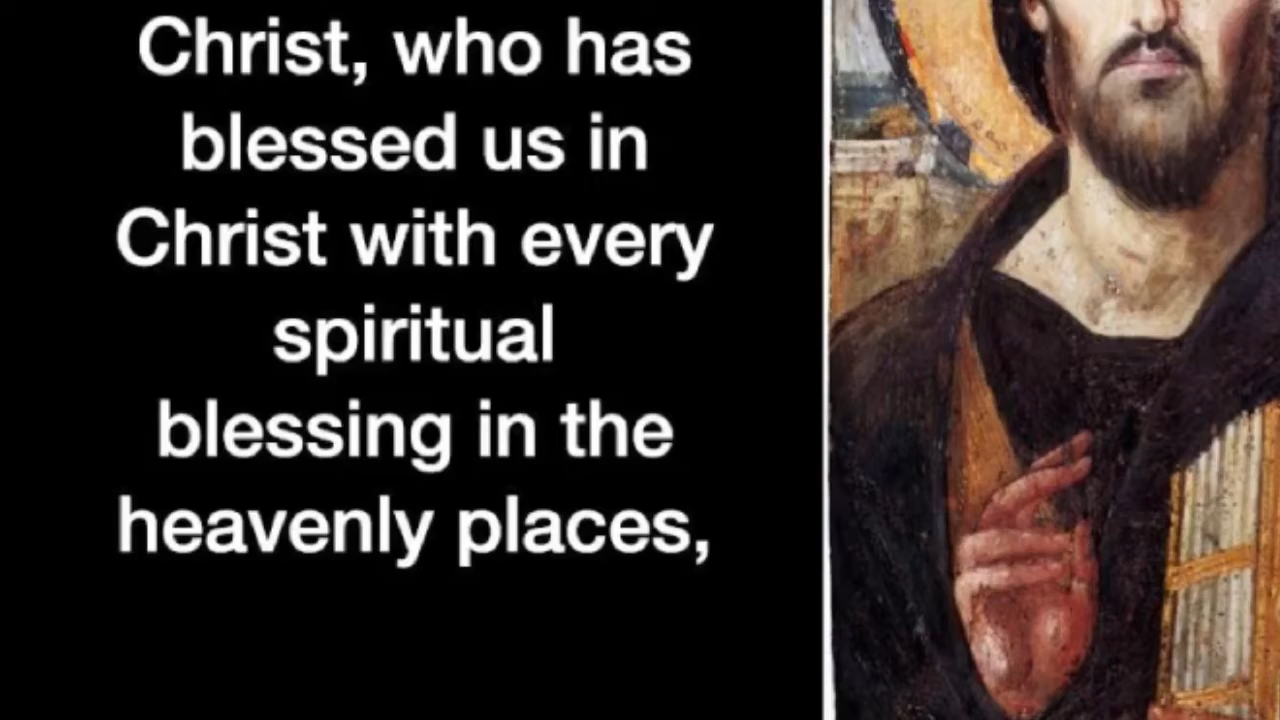 Christ, who has
blessed us in
Christ with every
spiritual
blessing in the
heavenly places,